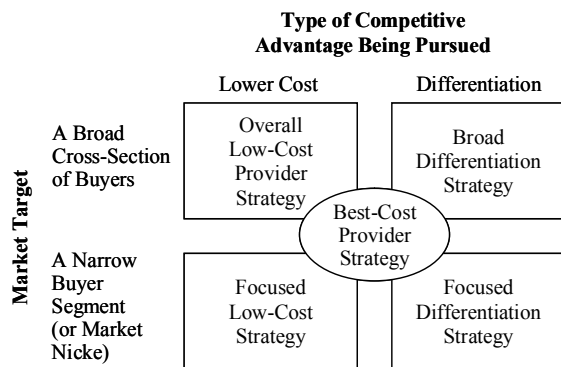 Type of Competitive
Advantage Being Pursued
Lower Cost
Differentiation
Market Target
A Broad
Cross-Section
of Buyers
Overall
Low-Cost
Provider
Strategy
Broad
Differentiation
Strategy
Best-Cost
Provider
Strategy
A Narrow
Buyer
Segment
(or Market
Nicke)
Focused
Low-Cost
Strategy
Focused
Differentiation
Strategy